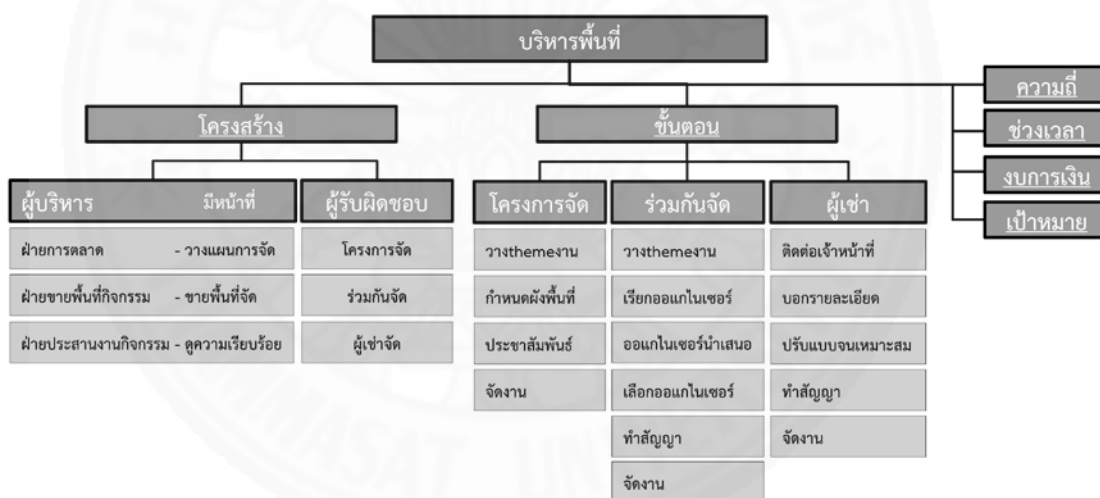 บริหารพื้นที่
ความถี่
ช่วงเวลา
งบการเงิน
เป้าหมาย
โครงสร้าง
ขั้นตอน
ผู้บริหาร มีหน้าที่
ฝ่ายการตลาด - วางแผนการจัด
ฝ่ายขายพื้นที่กิจกรรม - ขายพื้นที่จัด
ฝ่ายประสานงานกิจกรรม - ดูความเรียบร้อย
ผู้รับผิดชอบ
โครงการจัด
ร่วมกันจัด
ผู้เช่าจัด
โครงการจัด
วางthemeงาน
กำหนดผังพื้นที่
ประชาสัมพันธ์
จัดงาน
ร่วมกันจัด
วางthemeงาน
เรียกออแกไนเซอร์
ออแกไนเซอร์นำเสนอ
เลือกออแกไนเซอร์
ทำสัญญา
จัดงาน
ผู้เช่า
ติดต่อเจ้าหน้าที่
บอกรายละเอียด
ปรับแบบจนเหมาะสม
ทำสัญญา
จัดงาน